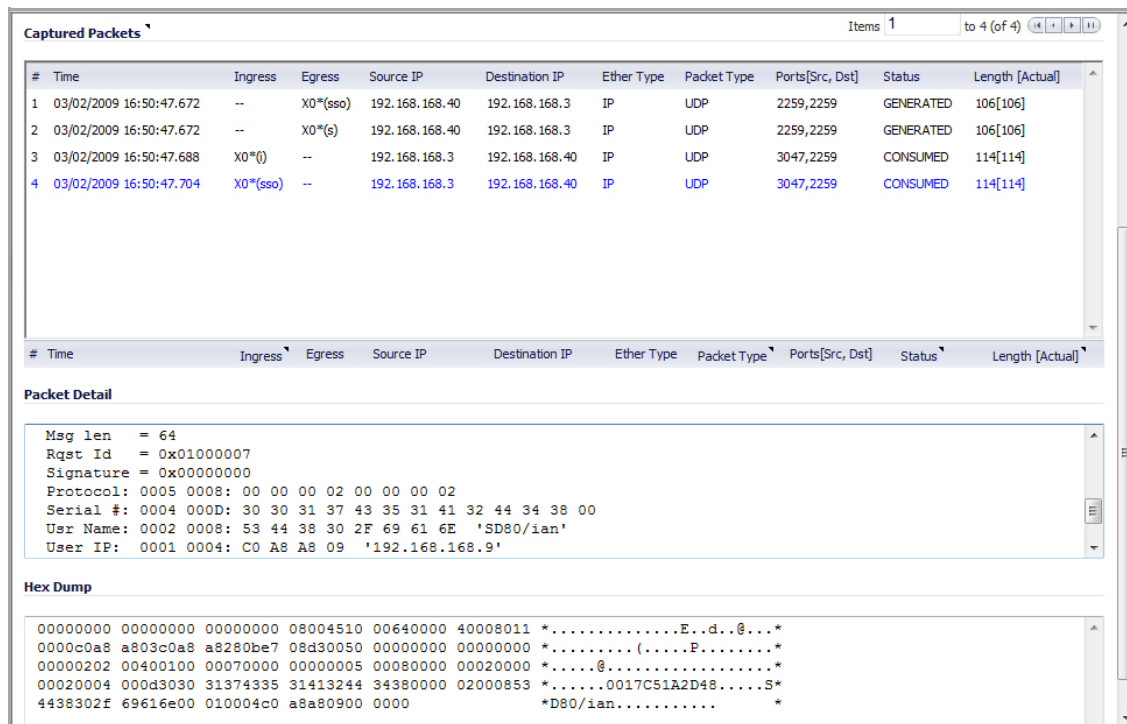 Captured Packets
Items 1 to 4 (of 4)
# Time Ingress Egress Source IP Destination IP Ether Type Packet Type Ports[Src, Dst] Status Length [Actual]
1 03/02/2009 16:50:47.672 -- X0*(sso) 192.168.168.40 192.168.168.3 IP UDP 2259,2259 GENERATED 106[106]
2 03/02/2009 16:50:47.672 -- X0*(s) 192.168.168.40 192.168.168.3 IP UDP 2259,2259 GENERATED 106[106]
3 03/02/2009 16:50:47.688 X0*(i) -- 192.168.168.3 192.168.168.40 IP UDP 3047,2259 CONSUMED 114[114]
4 03/02/2009 16:50:47.704 X0*(sso) -- 192.168.168.3 192.168.168.40 IP UDP 3047,2259 CONSUMED 114[114]
# Time Ingress Egress Source IP Destination IP Ether Type Packet Type Ports[Src, Dst] Status Length [Actual]
Packet Detail
Msg len = 64
Rqst Id = 0x01000007
Signature = 0x00000000
Protocol: 0005 0008: 00 00 00 02 00 00 00 02
Serial #: 0004 000D: 30 30 31 37 43 35 31 41 32 44 34 38 00
Usr Name: 0002 0008: 53 44 38 30 2F 69 61 6E 'SD80/ian'
User IP: 0001 0004: C0 A8 A8 09 '192.168.168.9'
Hex Dump
00000000 00000000 00000000 08004510 00640000 40008011 *..............E..d..@...*
0000c0a8 a803c0a8 a8280be7 08d30050 00000000 00000000 *.........(.....P........*
00000202 00400100 00070000 00000005 00080000 00020000 *.....@..................*
00020004 000d3030 31374335 31413244 34380000 02000853 *......0017C51A2D48.....S*
4438302f 69616e00 010004c0 a8a80900 0000 *D80/ian........... *